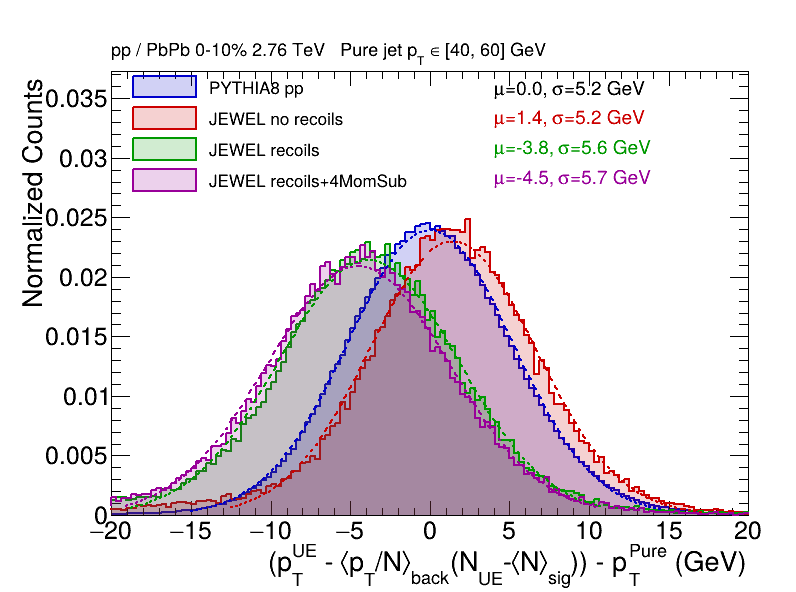 pp / PbPb 0-10% 2.76 TeV Pure jet p_T ∈ [40, 60] GeV
PYTHIA8 pp μ=0.0, σ=5.2 GeV
JEWEL no recoils μ=1.4, σ=5.2 GeV
JEWEL recoils μ=-3.8, σ=5.6 GeV
JEWEL recoils+4MomSub μ=-4.5, σ=5.7 GeV
Normalized Counts
0.035
0.03
0.025
0.02
0.015
0.01
0.005
0
−20 −15 −10 −5 0 5 10 15 20
(p_T^UE - ⟨p_T/N⟩_back(N_UE-⟨N⟩_sig)) - p_T^Pure (GeV)